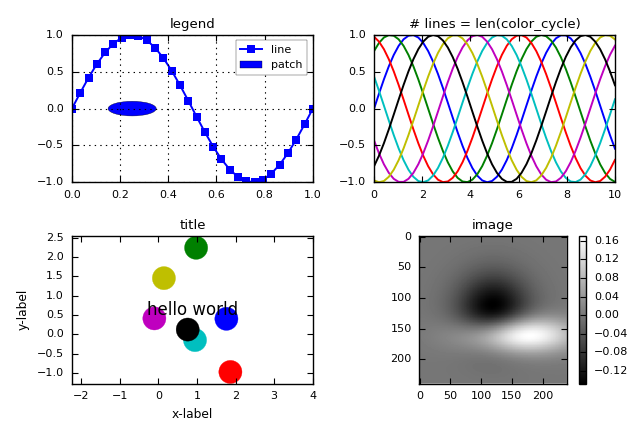 legend
1.0
0.5
0.0
−0.5
−1.0
0.0 0.2 0.4 0.6 0.8 1.0
line
patch
# lines = len(color_cycle)
1.0
0.5
0.0
−0.5
−1.0
0 2 4 6 8 10
title
2.5
2.0
1.5
1.0
0.5
0.0
−0.5
−1.0
y-label
hello world
−2 −1 0 1 2 3 4
x-label
image
0
50
100
150
200
0 50 100 150 200
0.16
0.12
0.08
0.04
0.00
−0.04
−0.08
−0.12